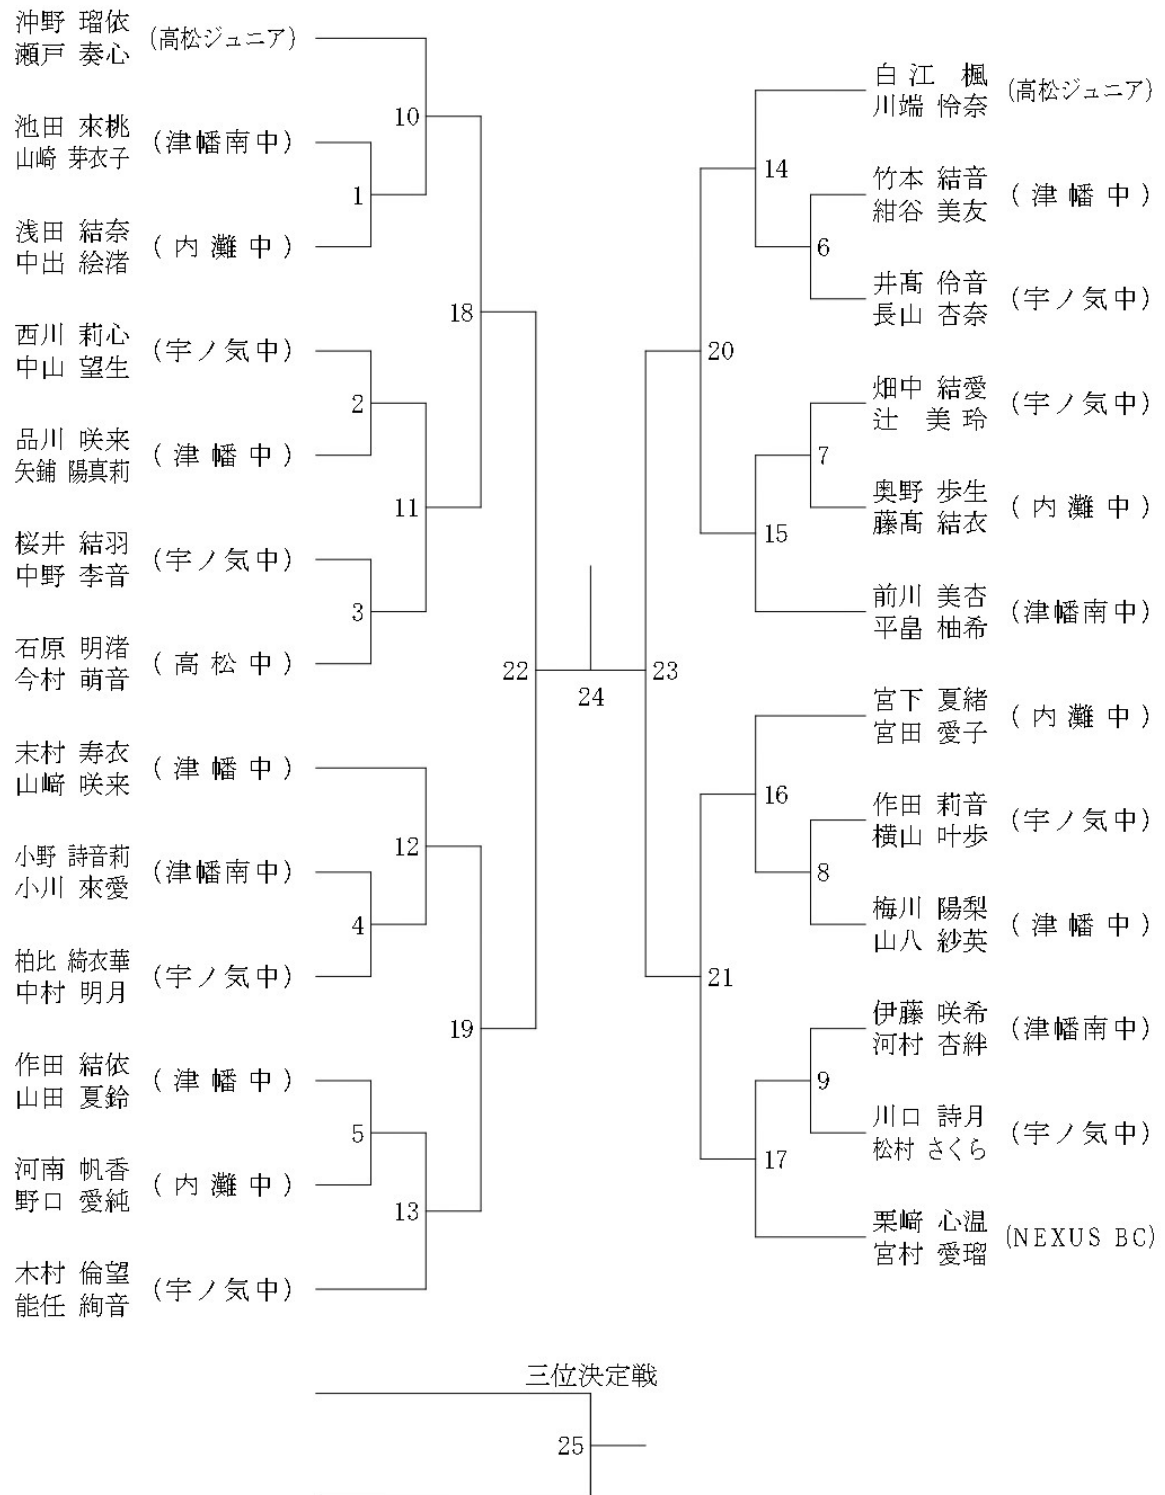 沖野 瑠依
瀬戸 奏心
(高松ジュニア)
池田 來桃
山崎 芽衣子
(津幡南中)
浅田 結奈
中出 絵渚
(内灘中)
西川 莉心
中山 望生
(宇ノ気中)
品川 咲来
矢鋪 陽真莉
(津幡中)
桜井 結羽
中野 李音
(宇ノ気中)
石原 明渚
今村 萌音
(高松中)
末村 寿衣
山﨑 咲来
(津幡中)
小野 詩音莉
小川 來愛
(津幡南中)
柏比 綺衣華
中村 明月
(宇ノ気中)
作田 結依
山田 夏鈴
(津幡中)
河南 帆香
野口 愛純
(内灘中)
木村 倫望
能任 絢音
(宇ノ気中)
10
1
18
2
11
3
22
12
4
19
5
13
24
23
14
6
20
7
15
16
8
21
9
17
白江 楓
川端 怜奈
(高松ジュニア)
竹本 結音
紺谷 美友
(津幡中)
井髙 伶音
長山 杏奈
(宇ノ気中)
畑中 結愛
辻 美玲
(宇ノ気中)
奥野 歩生
藤髙 結衣
(内灘中)
前川 美杏
平畠 柚希
(津幡南中)
宮下 夏緒
宮田 愛子
(内灘中)
作田 莉音
横山 叶歩
(宇ノ気中)
梅川 陽梨
山八 紗英
(津幡中)
伊藤 咲希
河村 杏絆
(津幡南中)
川口 詩月
松村 さくら
(宇ノ気中)
栗﨑 心温
宮村 愛瑠
(NEXUS BC)
三位決定戦
25